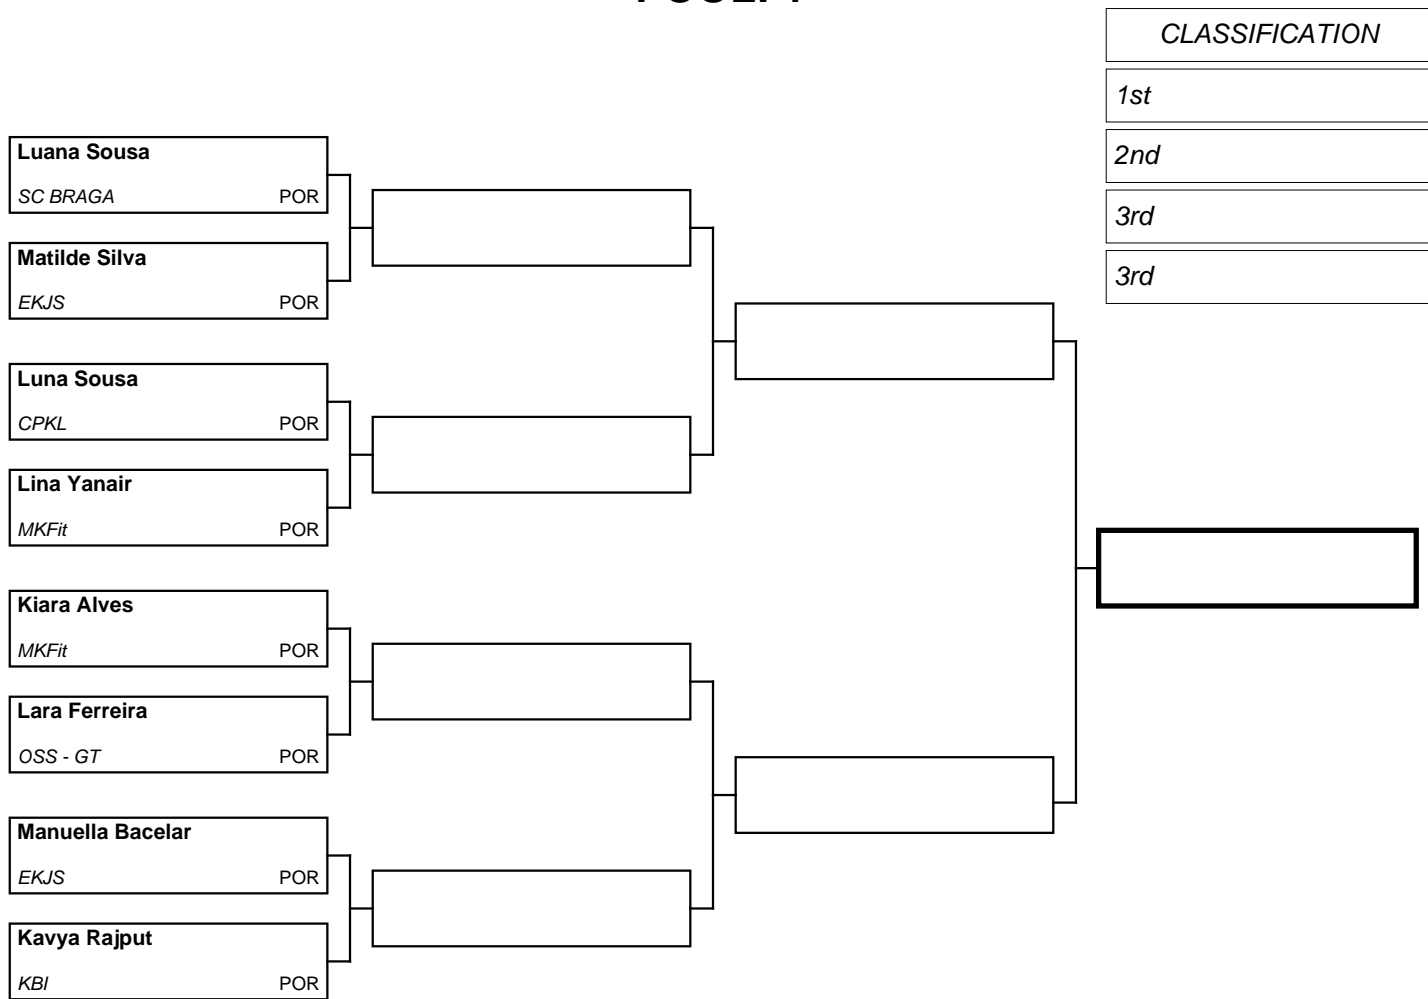 CLASSIFICATION
1st
2nd
3rd
3rd
Luana Sousa
SC BRAGA POR
Matilde Silva
EKJS POR
Luna Sousa
CPKL POR
Lina Yanair
MKFit POR
Kiara Alves
MKFit POR
Lara Ferreira
OSS - GT POR
Manuella Bacelar
EKJS POR
Kavya Rajput
KBI POR